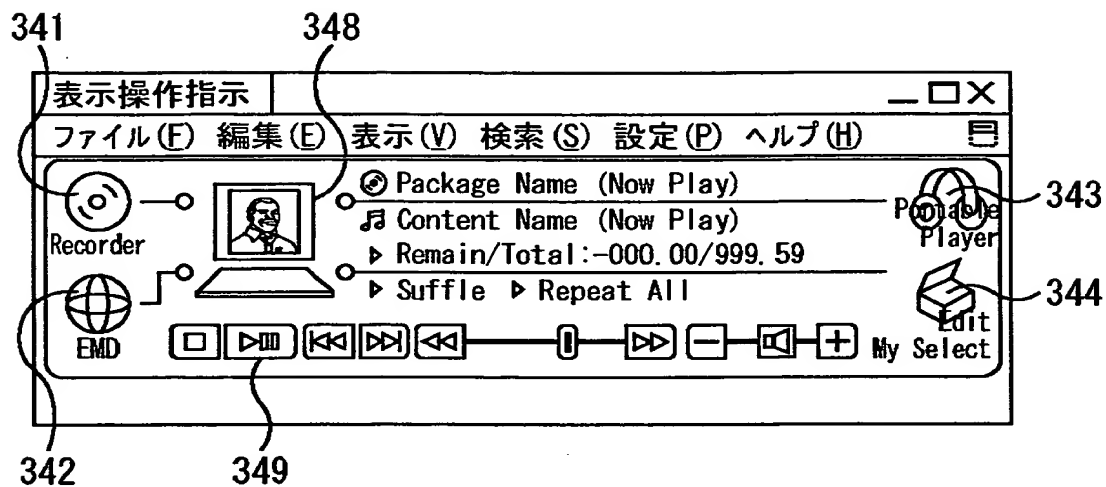 341 348
表示操作指示
ファイル(F) 編集(E) 表示(V) 検索(S) 設定(P) ヘルプ(H)
Package Name (Now Play)
Content Name (Now Play)
Remain/Total:-000.00/999.59
Suffle Repeat All
Recorder
EMD
Portable
Player
Edit
My Select
343
344
342 349